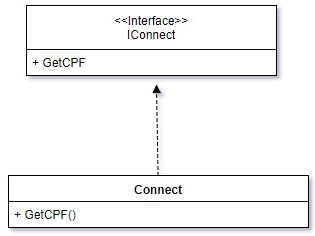 <<Interface>>
IConnect
+ GetCPF
Connect
+ GetCPF()